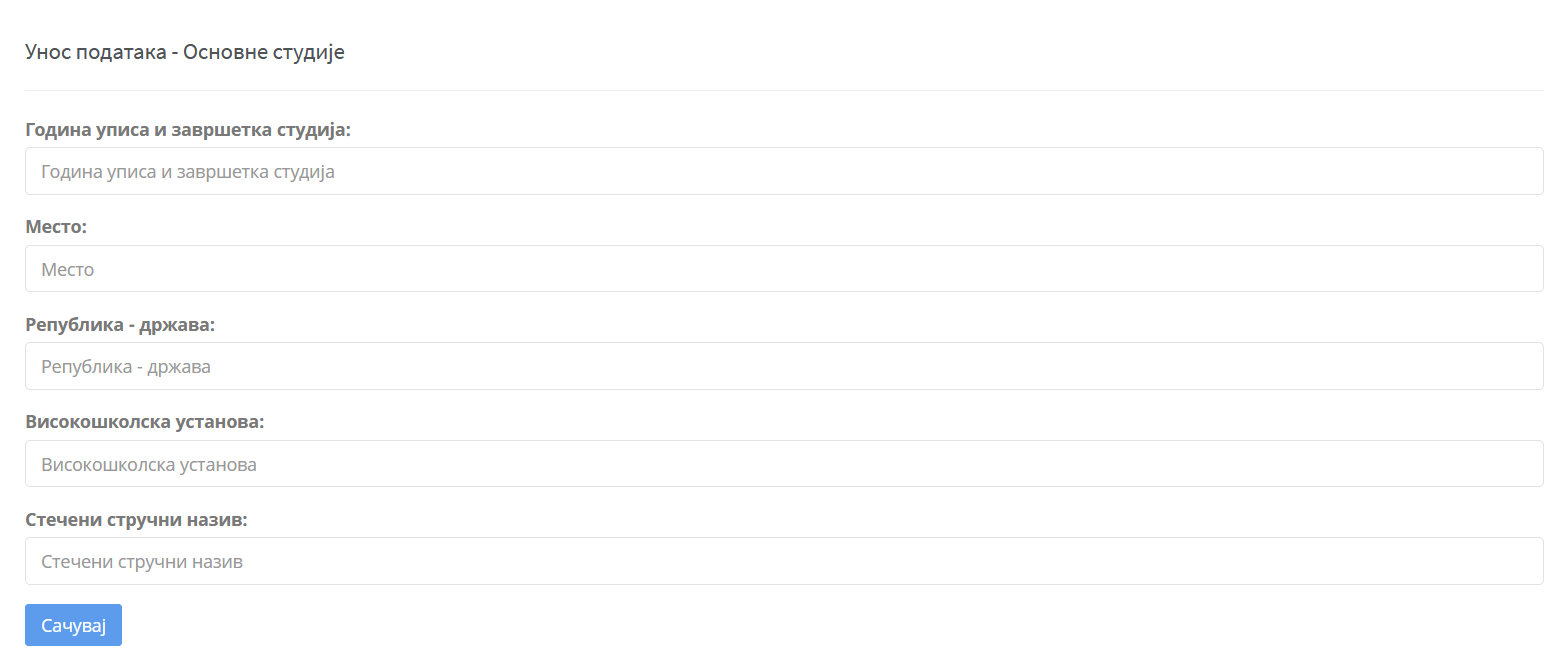 Унос података - Основне студије
Година уписа и завршетка студија:
Година уписа и завршетка студија
Место:
Место
Република - држава:
Република - држава
Високошколска установа:
Високошколска установа
Стечени стручни назив:
Стечени стручни назив
Сачувај